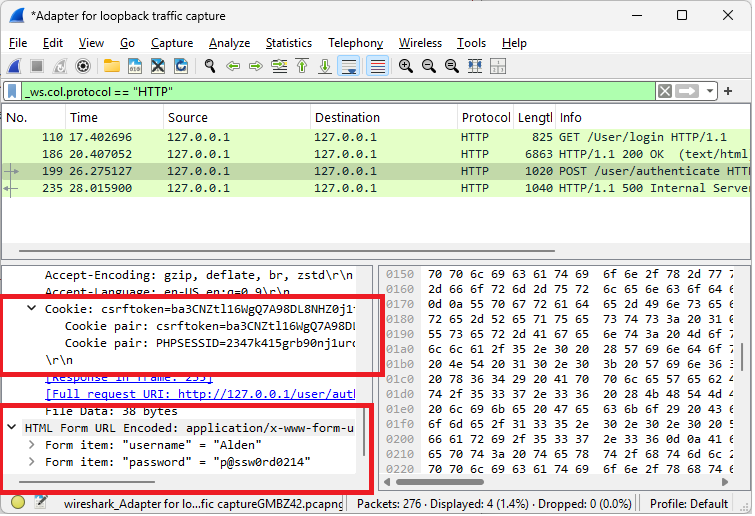 *Adapter for loopback traffic capture
File Edit View Go Capture Analyze Statistics Telephony Wireless Tools Help
_ws.col.protocol == "HTTP"
No. Time Source Destination Protocol Lengtl Info
110 17.402696 127.0.0.1 127.0.0.1 HTTP 825 GET /User/login HTTP/1.1
186 20.407052 127.0.0.1 127.0.0.1 HTTP 6863 HTTP/1.1 200 OK (text/html
199 26.275127 127.0.0.1 127.0.0.1 HTTP 1020 POST /user/authenticate HTT
235 28.015900 127.0.0.1 127.0.0.1 HTTP 1040 HTTP/1.1 500 Internal Server
Accept-Encoding: gzip, deflate, br, zstd\r\n
Accept-Language: en-US,en;q=0.9\r\n
Cookie: csrftoken=ba3CNZtl16WgQ7A98DL8NHZ0j1
Cookie pair: csrftoken=ba3CNZtl16WgQ7A98DL
Cookie pair: PHPSESSID=2347k415grb90nj1urc
\r\n
[Response in frame: 235]
[Full request URI: http://127.0.0.1/user/aut
File Data: 38 bytes
HTML Form URL Encoded: application/x-www-form-u
Form item: "username" = "Alden"
Form item: "password" = "p@ssw0rd0214"
0150 70 70 6c 69 63 61 74 69 6f 6e 2f 78 2d 77 7
0160 2d 66 6f 72 6d 2d 75 72 6c 65 6e 63 6f 64 6
0170 0d 0a 55 70 67 72 61 64 65 2d 49 6e 73 65 6
0180 72 65 2d 52 65 71 75 65 73 74 73 3a 20 31 0
0190 55 73 65 72 2d 41 67 65 6e 74 3a 20 4d 6f 7
01a0 6c 6c 61 2f 35 2e 30 20 28 57 69 6e 64 6f 7
01b0 20 4e 54 20 31 30 2e 30 3b 20 57 69 6e 36 3
01c0 20 78 36 34 29 20 41 70 70 6c 65 57 65 62 4
01d0 74 2f 35 33 37 2e 33 36 20 28 4b 48 54 4d 4
01e0 20 6c 69 6b 65 20 47 65 63 6b 6f 29 20 43 6
01f0 6f 6d 65 2f 31 33 35 2e 30 2e 30 2e 30 20 5
0200 66 61 72 69 2f 35 33 37 2e 33 36 0d 0a 41 6
0210 65 70 74 3a 20 74 65 78 74 2f 68 74 6d 6c 2
0220 70 70 6c 69 63 61 74 69 6f 6e 2f 78 68 74 6
wireshark_Adapter for lo...fic captureGMBZ42.pcapng
Packets: 276 · Displayed: 4 (1.4%) · Dropped: 0 (0.0%)
Profile: Default